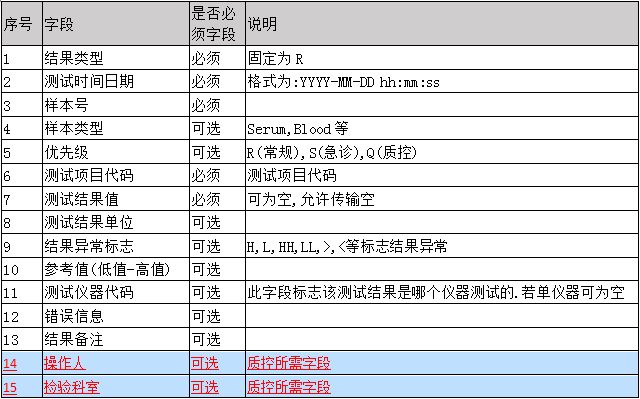 序号 字段 是否必须字段 说明
1 结果类型 必须 固定为R
2 测试时间日期 必须 格式为:YYYY-MM-DD hh:mm:ss
3 样本号 必须
4 样本类型 可选 Serum,Blood等
5 优先级 可选 R(常规),S(急诊),Q(质控)
6 测试项目代码 必须 测试项目代码
7 测试结果值 必须 可为空,允许传输空
8 测试结果单位 可选
9 结果异常标志 可选 H,L,HH,LL,>,<等标志结果异常
10 参考值(低值-高值) 可选
11 测试仪器代码 可选 此字段标志该测试结果是哪个仪器测试的.若单仪器可为空
12 错误信息 可选
13 结果备注 可选
14 操作人 可选 质控所需字段
15 检验科室 可选 质控所需字段